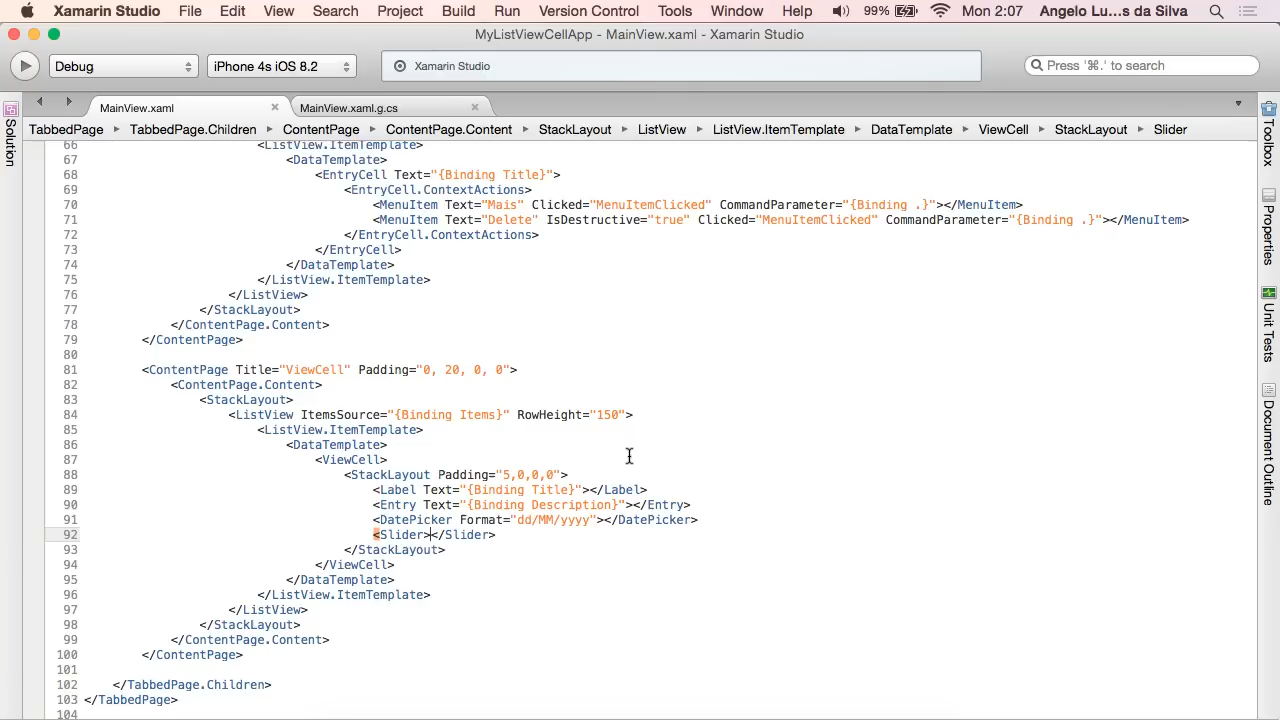 Xamarin Studio File Edit View Search Project Build Run Version Control Tools Window Help 99% Mon 2:07 Angelo Lu...s da Silva
MyListViewCellApp - MainView.xaml - Xamarin Studio
Debug iPhone 4s iOS 8.2 Xamarin Studio Press '⌘.' to search
MainView.xaml MainView.xaml.g.cs
TabbedPage TabbedPage.Children ContentPage ContentPage.Content StackLayout ListView ListView.ItemTemplate DataTemplate ViewCell StackLayout Slider
Solution
66 <ListView.ItemTemplate>
67 <DataTemplate>
68 <EntryCell Text="{Binding Title}">
69 <EntryCell.ContextActions>
70 <MenuItem Text="Mais" Clicked="MenuItemClicked" CommandParameter="{Binding .}"></MenuItem>
71 <MenuItem Text="Delete" IsDestructive="true" Clicked="MenuItemClicked" CommandParameter="{Binding .}"></MenuItem>
72 </EntryCell.ContextActions>
73 </EntryCell>
74 </DataTemplate>
75 </ListView.ItemTemplate>
76 </ListView>
77 </StackLayout>
78 </ContentPage.Content>
79 </ContentPage>
80
81 <ContentPage Title="ViewCell" Padding="0, 20, 0, 0">
82 <ContentPage.Content>
83 <StackLayout>
84 <ListView ItemsSource="{Binding Items}" RowHeight="150">
85 <ListView.ItemTemplate>
86 <DataTemplate>
87 <ViewCell>
88 <StackLayout Padding="5,0,0,0">
89 <Label Text="{Binding Title}"></Label>
90 <Entry Text="{Binding Description}"></Entry>
91 <DatePicker Format="dd/MM/yyyy"></DatePicker>
92 <Slider></Slider>
93 </StackLayout>
94 </ViewCell>
95 </DataTemplate>
96 </ListView.ItemTemplate>
97 </ListView>
98 </StackLayout>
99 </ContentPage.Content>
100 </ContentPage>
101
102 </TabbedPage.Children>
103 </TabbedPage>
104
Toolbox
Properties
Unit Tests
Document Outline